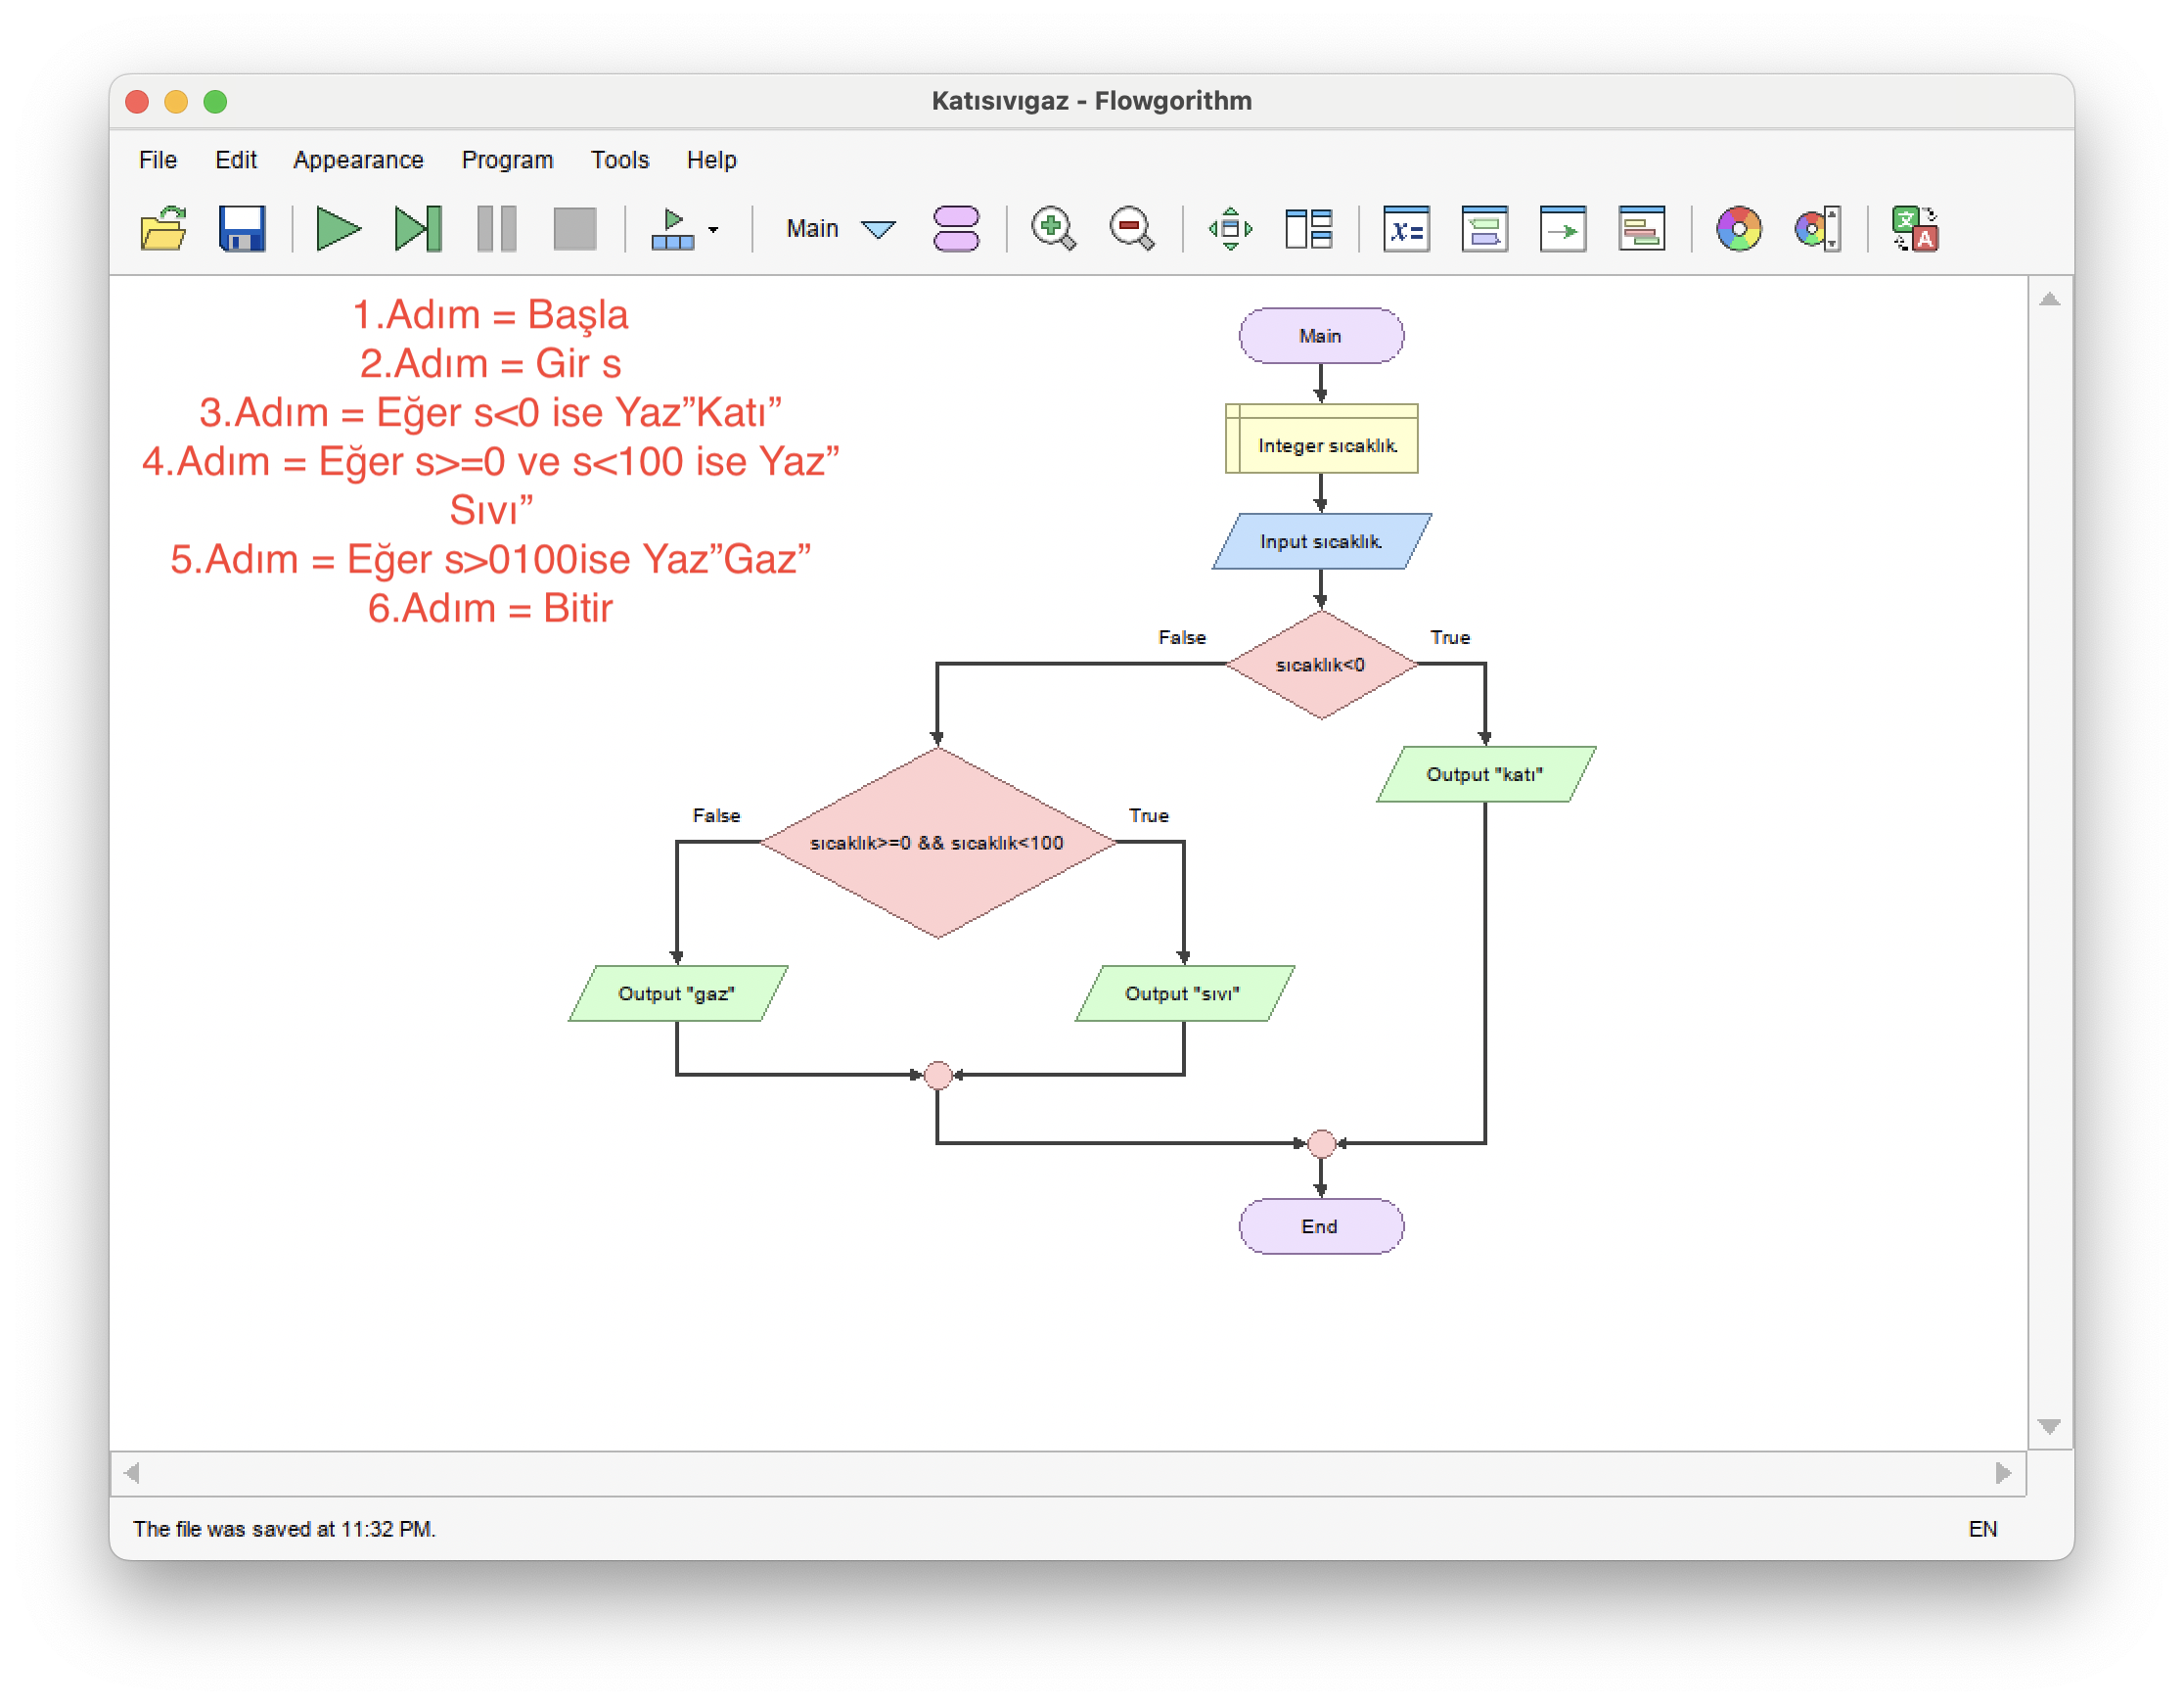 Katısıvıgaz - Flowgorithm
File Edit Appearance Program Tools Help
Main
1.Adım = Başla
2.Adım = Gir s
3.Adım = Eğer s<0 ise Yaz”Katı”
4.Adım = Eğer s>=0 ve s<100 ise Yaz”
Sıvı”
5.Adım = Eğer s>0100ise Yaz”Gaz”
6.Adım = Bitir
Main
Integer sıcaklık.
Input sıcaklık.
False
True
sıcaklık<0
Output "katı"
False
True
sıcaklık>=0 && sıcaklık<100
Output "gaz"
Output "sıvı"
End
The file was saved at 11:32 PM.
EN